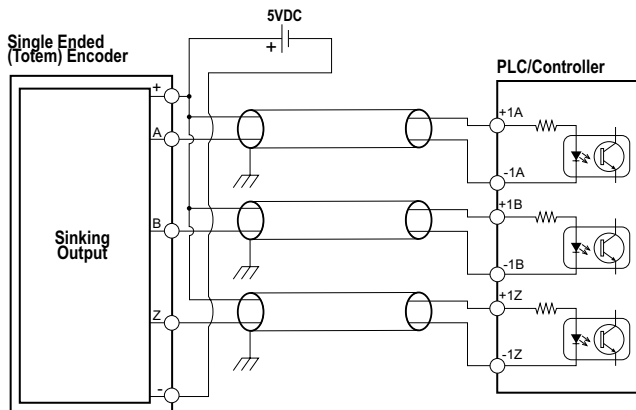 5VDC
+
Single Ended
(Totem) Encoder
PLC/Controller
+
A
B
Z
-
Sinking
Output
+1A
-1A
+1B
-1B
+1Z
-1Z